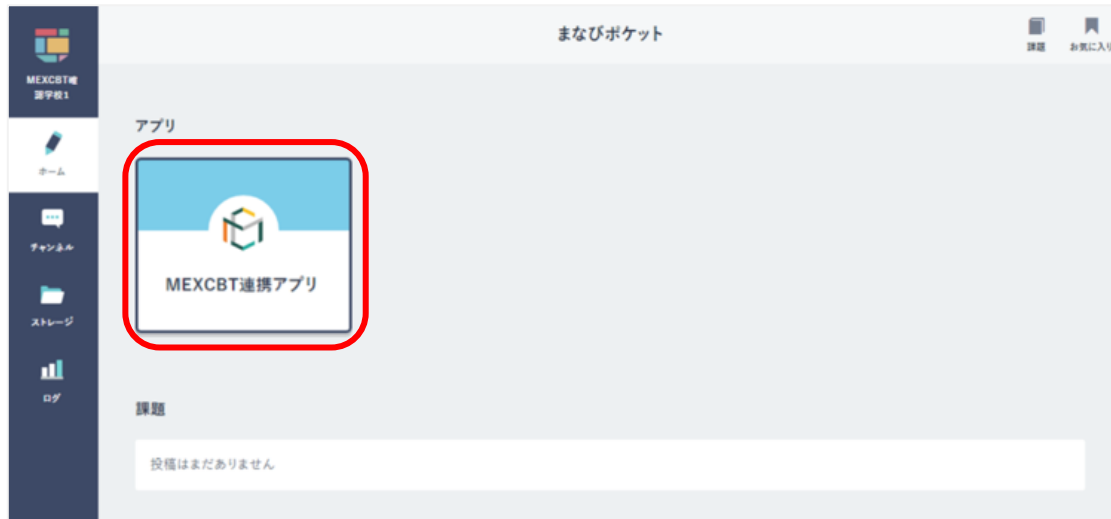 まなびポケット
課題
お気に入り
MEXCBT確
認学校1
ホーム
チャンネル
ストレージ
ログ
アプリ
MEXCBT連携アプリ
課題
投稿はまだありません